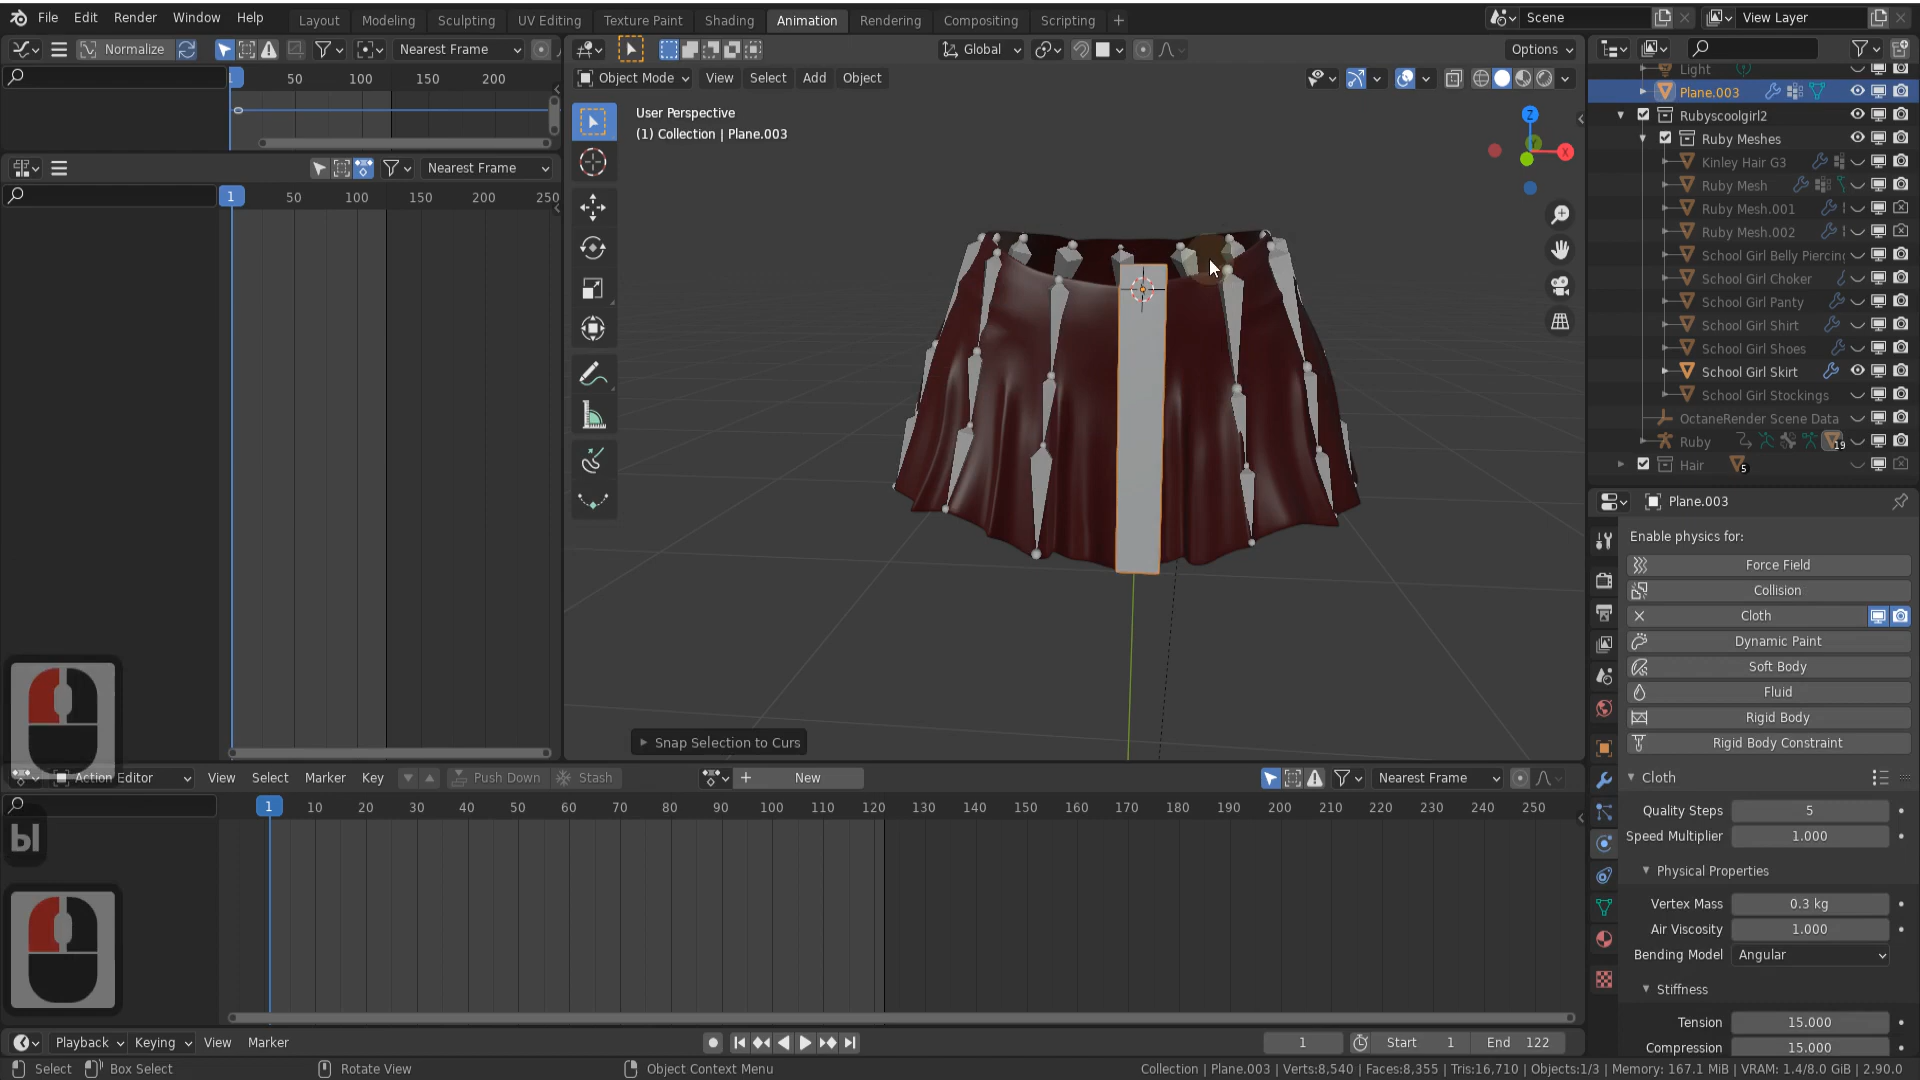 File Edit Render Window Help Layout Modeling Sculpting UV Editing Texture Paint Shading Animation Rendering Compositing Scripting + Scene View Layer
Normalize Nearest Frame Global Options
1 50 100 150 200
Object Mode View Select Add Object
User Perspective
(1) Collection | Plane.003
Nearest Frame
1 50 100 150 200 250
Z
X
Light
Plane.003
Rubyscoolgirl2
Ruby Meshes
Kinley Hair G3
Ruby Mesh
Ruby Mesh.001
Ruby Mesh.002
School Girl Belly Piercing
School Girl Choker
School Girl Panty
School Girl Shirt
School Girl Shoes
School Girl Skirt
School Girl Stockings
OctaneRender Scene Data
Ruby 19
Hair 5
Plane.003
Enable physics for:
Force Field
Collision
Cloth
Dynamic Paint
Soft Body
Fluid
Rigid Body
Rigid Body Constraint
Cloth
Quality Steps 5
Speed Multiplier 1.000
Physical Properties
Vertex Mass 0.3 kg
Air Viscosity 1.000
Bending Model Angular
Stiffness
Tension 15.000
Compression 15.000
Snap Selection to Curs
Action Editor View Select Marker Key Push Down Stash + New Nearest Frame
1 10 20 30 40 50 60 70 80 90 100 110 120 130 140 150 160 170 180 190 200 210 220 230 240 250
Ы
Playback Keying View Marker 1 Start 1 End 122
Select Box Select Rotate View Object Context Menu Collection | Plane.003 | Verts:8,540 | Faces:8,355 | Tris:16,710 | Objects:1/3 | Memory: 167.1 MiB | VRAM: 1.4/8.0 GiB | 2.90.0